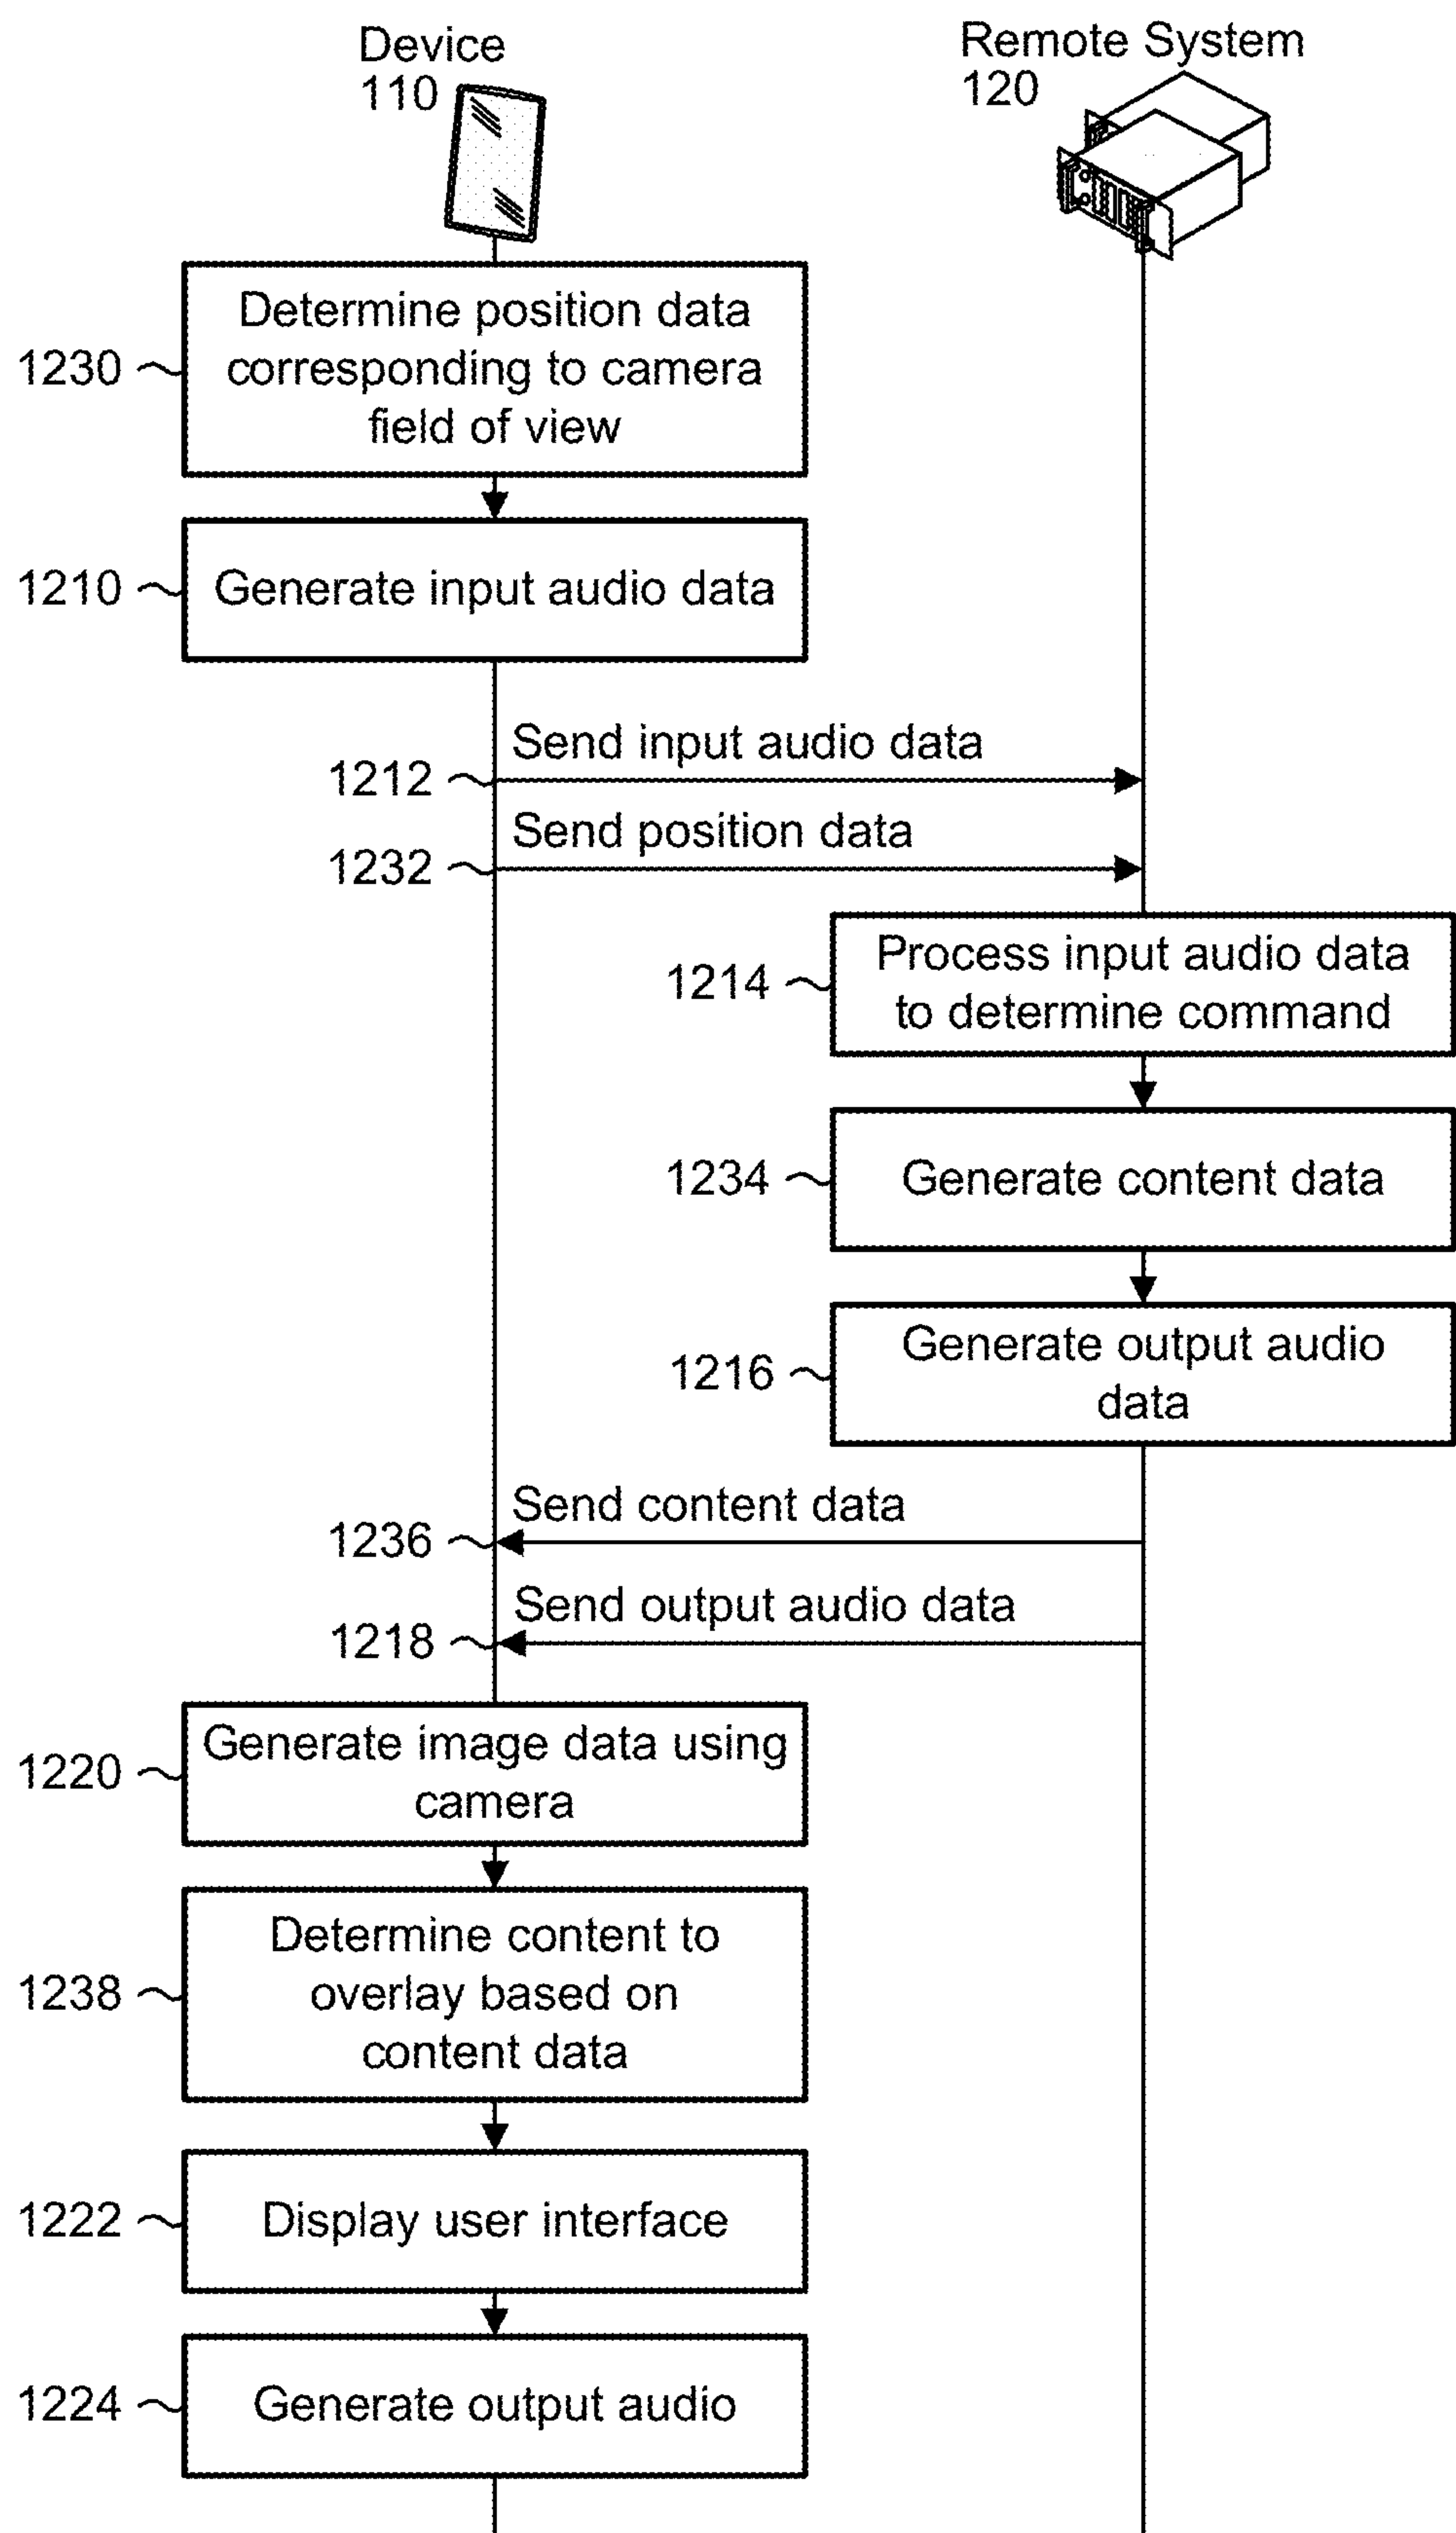 Device
110
Remote System
120
Determine position data
corresponding to camera
field of view
1230
Generate input audio data
1210
Send input audio data
1212
Send position data
1232
Process input audio data
to determine command
1214
Generate content data
1234
Generate output audio
data
1216
Send content data
1236
Send output audio data
1218
Generate image data using
camera
1220
Determine content to
overlay based on
content data
1238
Display user interface
1222
Generate output audio
1224